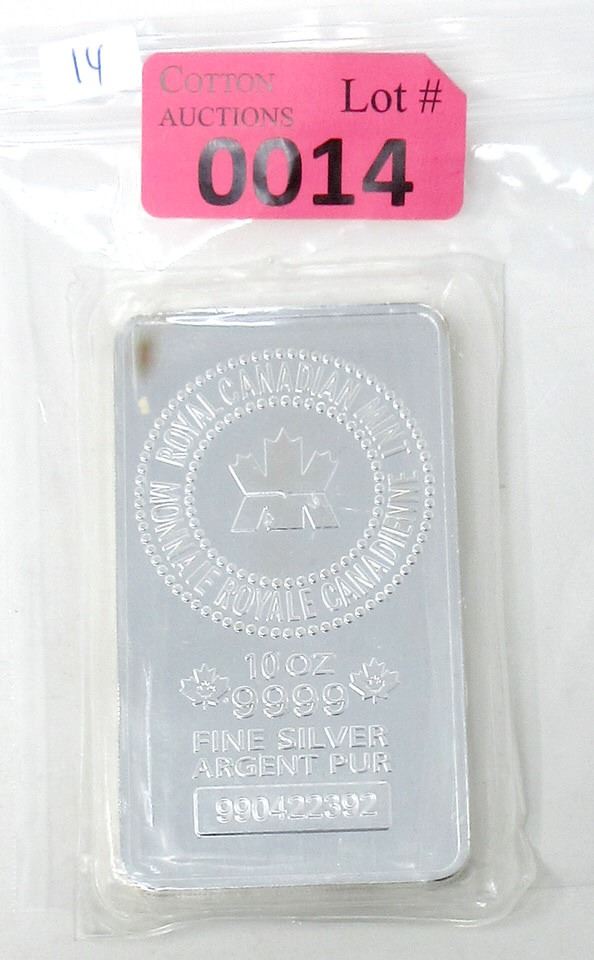 14
COTTON AUCTIONS
Lot #
0014
ROYAL CANADIAN MINT
MONNAIE ROYALE CANADIENNE
10 OZ
9999
FINE SILVER
ARGENT PUR
990422392